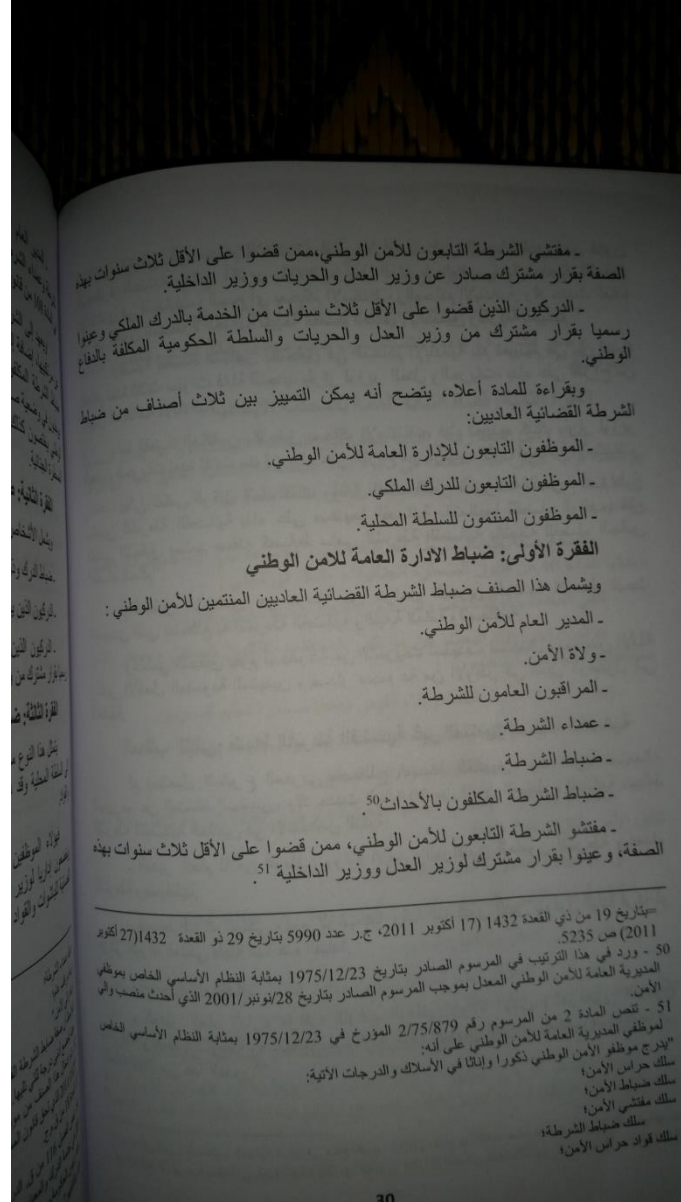 ـ مفتشي الشرطة التابعون للأمن الوطني،ممن قضوا على الأقل ثلاث سنوات بهذه
الصفة بقرار مشترك صادر عن وزير العدل والحريات ووزير الداخلية.
ـ الدركيون الذين قضوا على الأقل ثلاث سنوات من الخدمة بالدرك الملكي وعينوا
رسميا بقرار مشترك من وزير العدل والحريات والسلطة الحكومية المكلفة بالدفاع
الوطني.
وبقراءة للمادة أعلاه، يتضح أنه يمكن التمييز بين ثلاث أصناف من ضباط
الشرطة القضائية العاديين:
ـ الموظفون التابعون للإدارة العامة للأمن الوطني.
ـ الموظفون التابعون للدرك الملكي.
ـ الموظفون المنتمون للسلطة المحلية.
الفقرة الأولى: ضباط الادارة العامة للامن الوطني
ويشمل هذا الصنف ضباط الشرطة القضائية العاديين المنتمين للأمن الوطني :
ـ المدير العام للأمن الوطني.
ـ ولاة الأمن.
ـ المراقبون العامون للشرطة.
ـ عمداء الشرطة.
ـ ضباط الشرطة.
ـ ضباط الشرطة المكلفون بالأحداث50.
ـ مفتشو الشرطة التابعون للأمن الوطني، ممن قضوا على الأقل ثلاث سنوات بهذه
الصفة، وعينوا بقرار مشترك لوزير العدل ووزير الداخلية 51.
=بتاريخ 19 من ذي القعدة 1432 (17 أكتوبر 2011، ج.ر عدد 5990 بتاريخ 29 ذو القعدة 1432(27 أكتوبر
2011) ص 5235.
50 - ورد في هذا الترتيب في المرسوم الصادر بتاريخ 1975/12/23 بمثابة النظام الأساسي الخاص بموظفي
المديرية العامة للأمن الوطني المعدل بموجب المرسوم الصادر بتاريخ 28/نونبر/2001 الذي أحدث منصب والي
الأمن.
51 - تنص المادة 2 من المرسوم رقم 2/75/879 المؤرخ في 1975/12/23 بمثابة النظام الأساسي الخاص
لموظفي المديرية العامة للأمن الوطني على أنه:
"يدرج موظفو الأمن الوطني ذكورا وإناثا في الأسلاك والدرجات الآتية:
سلك حراس الأمن؛
سلك ضباط الأمن؛
سلك مفتشي الأمن؛
سلك ضباط الشرطة؛
سلك قواد حراس الأمن؛
30
الفقرة الثانية:
الفقرة الثالثة: